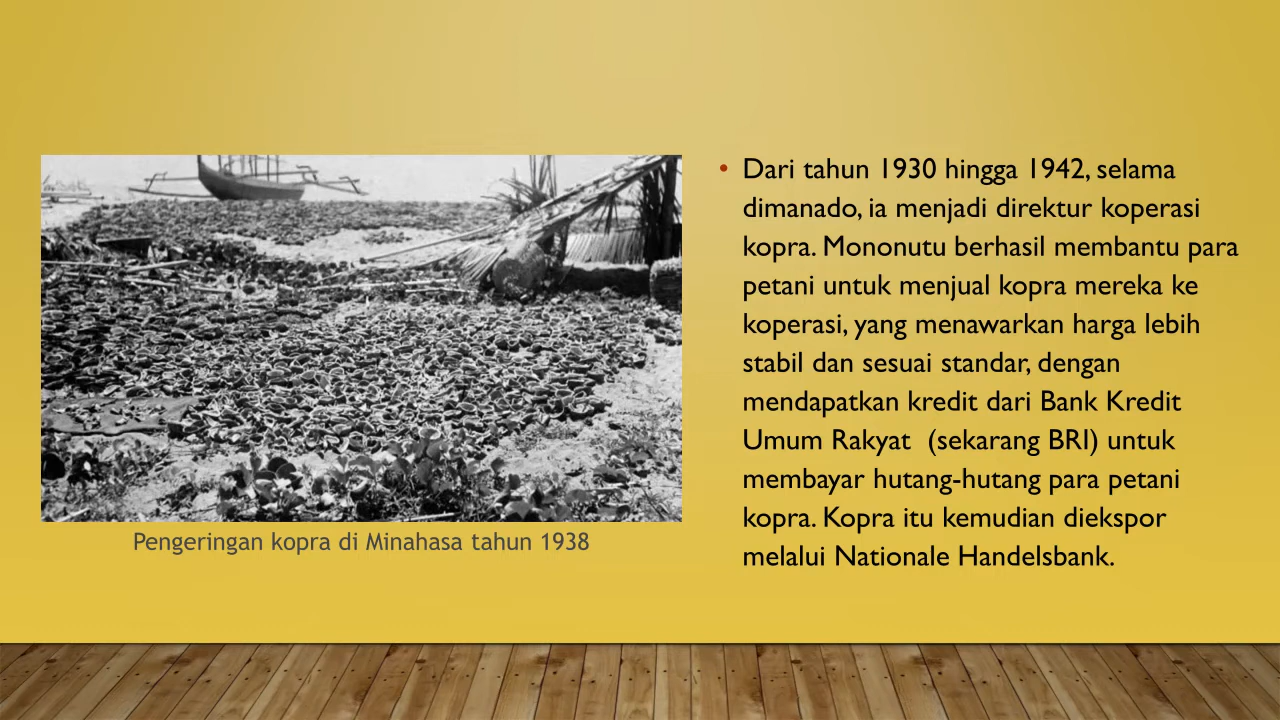 Dari tahun 1930 hingga 1942, selama
dimanado, ia menjadi direktur koperasi
kopra. Mononutu berhasil membantu para
petani untuk menjual kopra mereka ke
koperasi, yang menawarkan harga lebih
stabil dan sesuai standar, dengan
mendapatkan kredit dari Bank Kredit
Umum Rakyat  (sekarang BRI) untuk
membayar hutang-hutang para petani
kopra. Kopra itu kemudian diekspor
melalui Nationale Handelsbank.
Pengeringan kopra di Minahasa tahun 1938